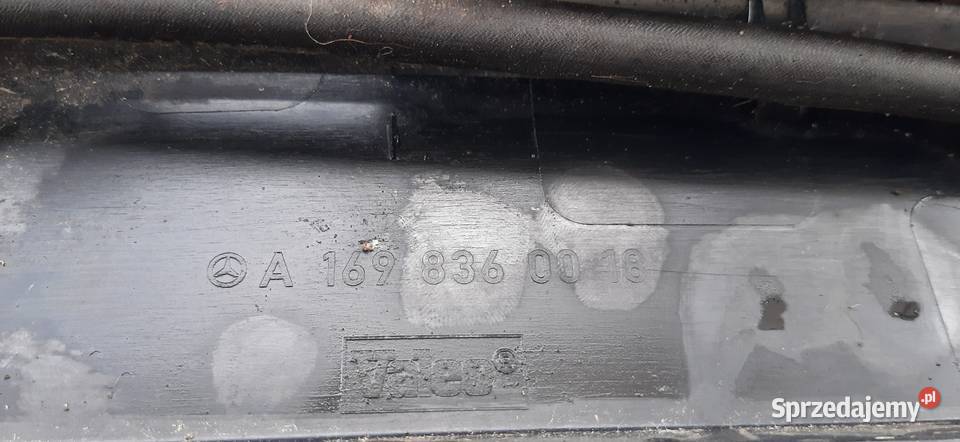 A 169 836 00 18
Valeo®
Sprzedajemy.pl